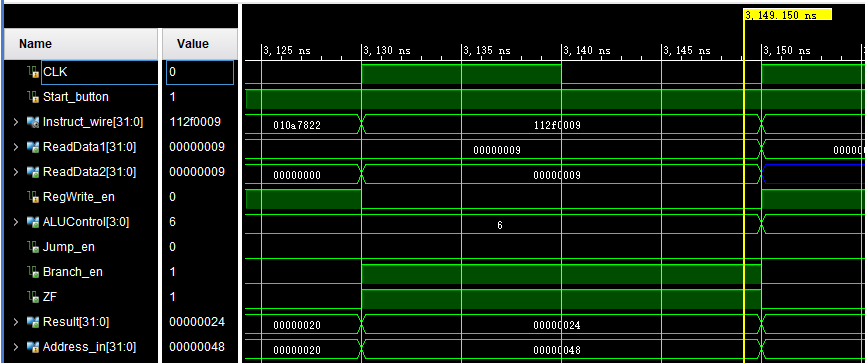 3,149.150 ns
Name Value
3,125 ns 3,130 ns 3,135 ns 3,140 ns 3,145 ns 3,150 ns
CLK 0
Start_button 1
Instruct_wire[31:0] 112f0009 010a7822 112f0009
ReadData1[31:0] 00000009 00000009 00000
ReadData2[31:0] 00000009 00000000 00000009
RegWrite_en 0
ALUControl[3:0] 6 6
Jump_en 0
Branch_en 1
ZF 1
Result[31:0] 00000024 00000020 00000024
Address_in[31:0] 00000048 00000020 00000048